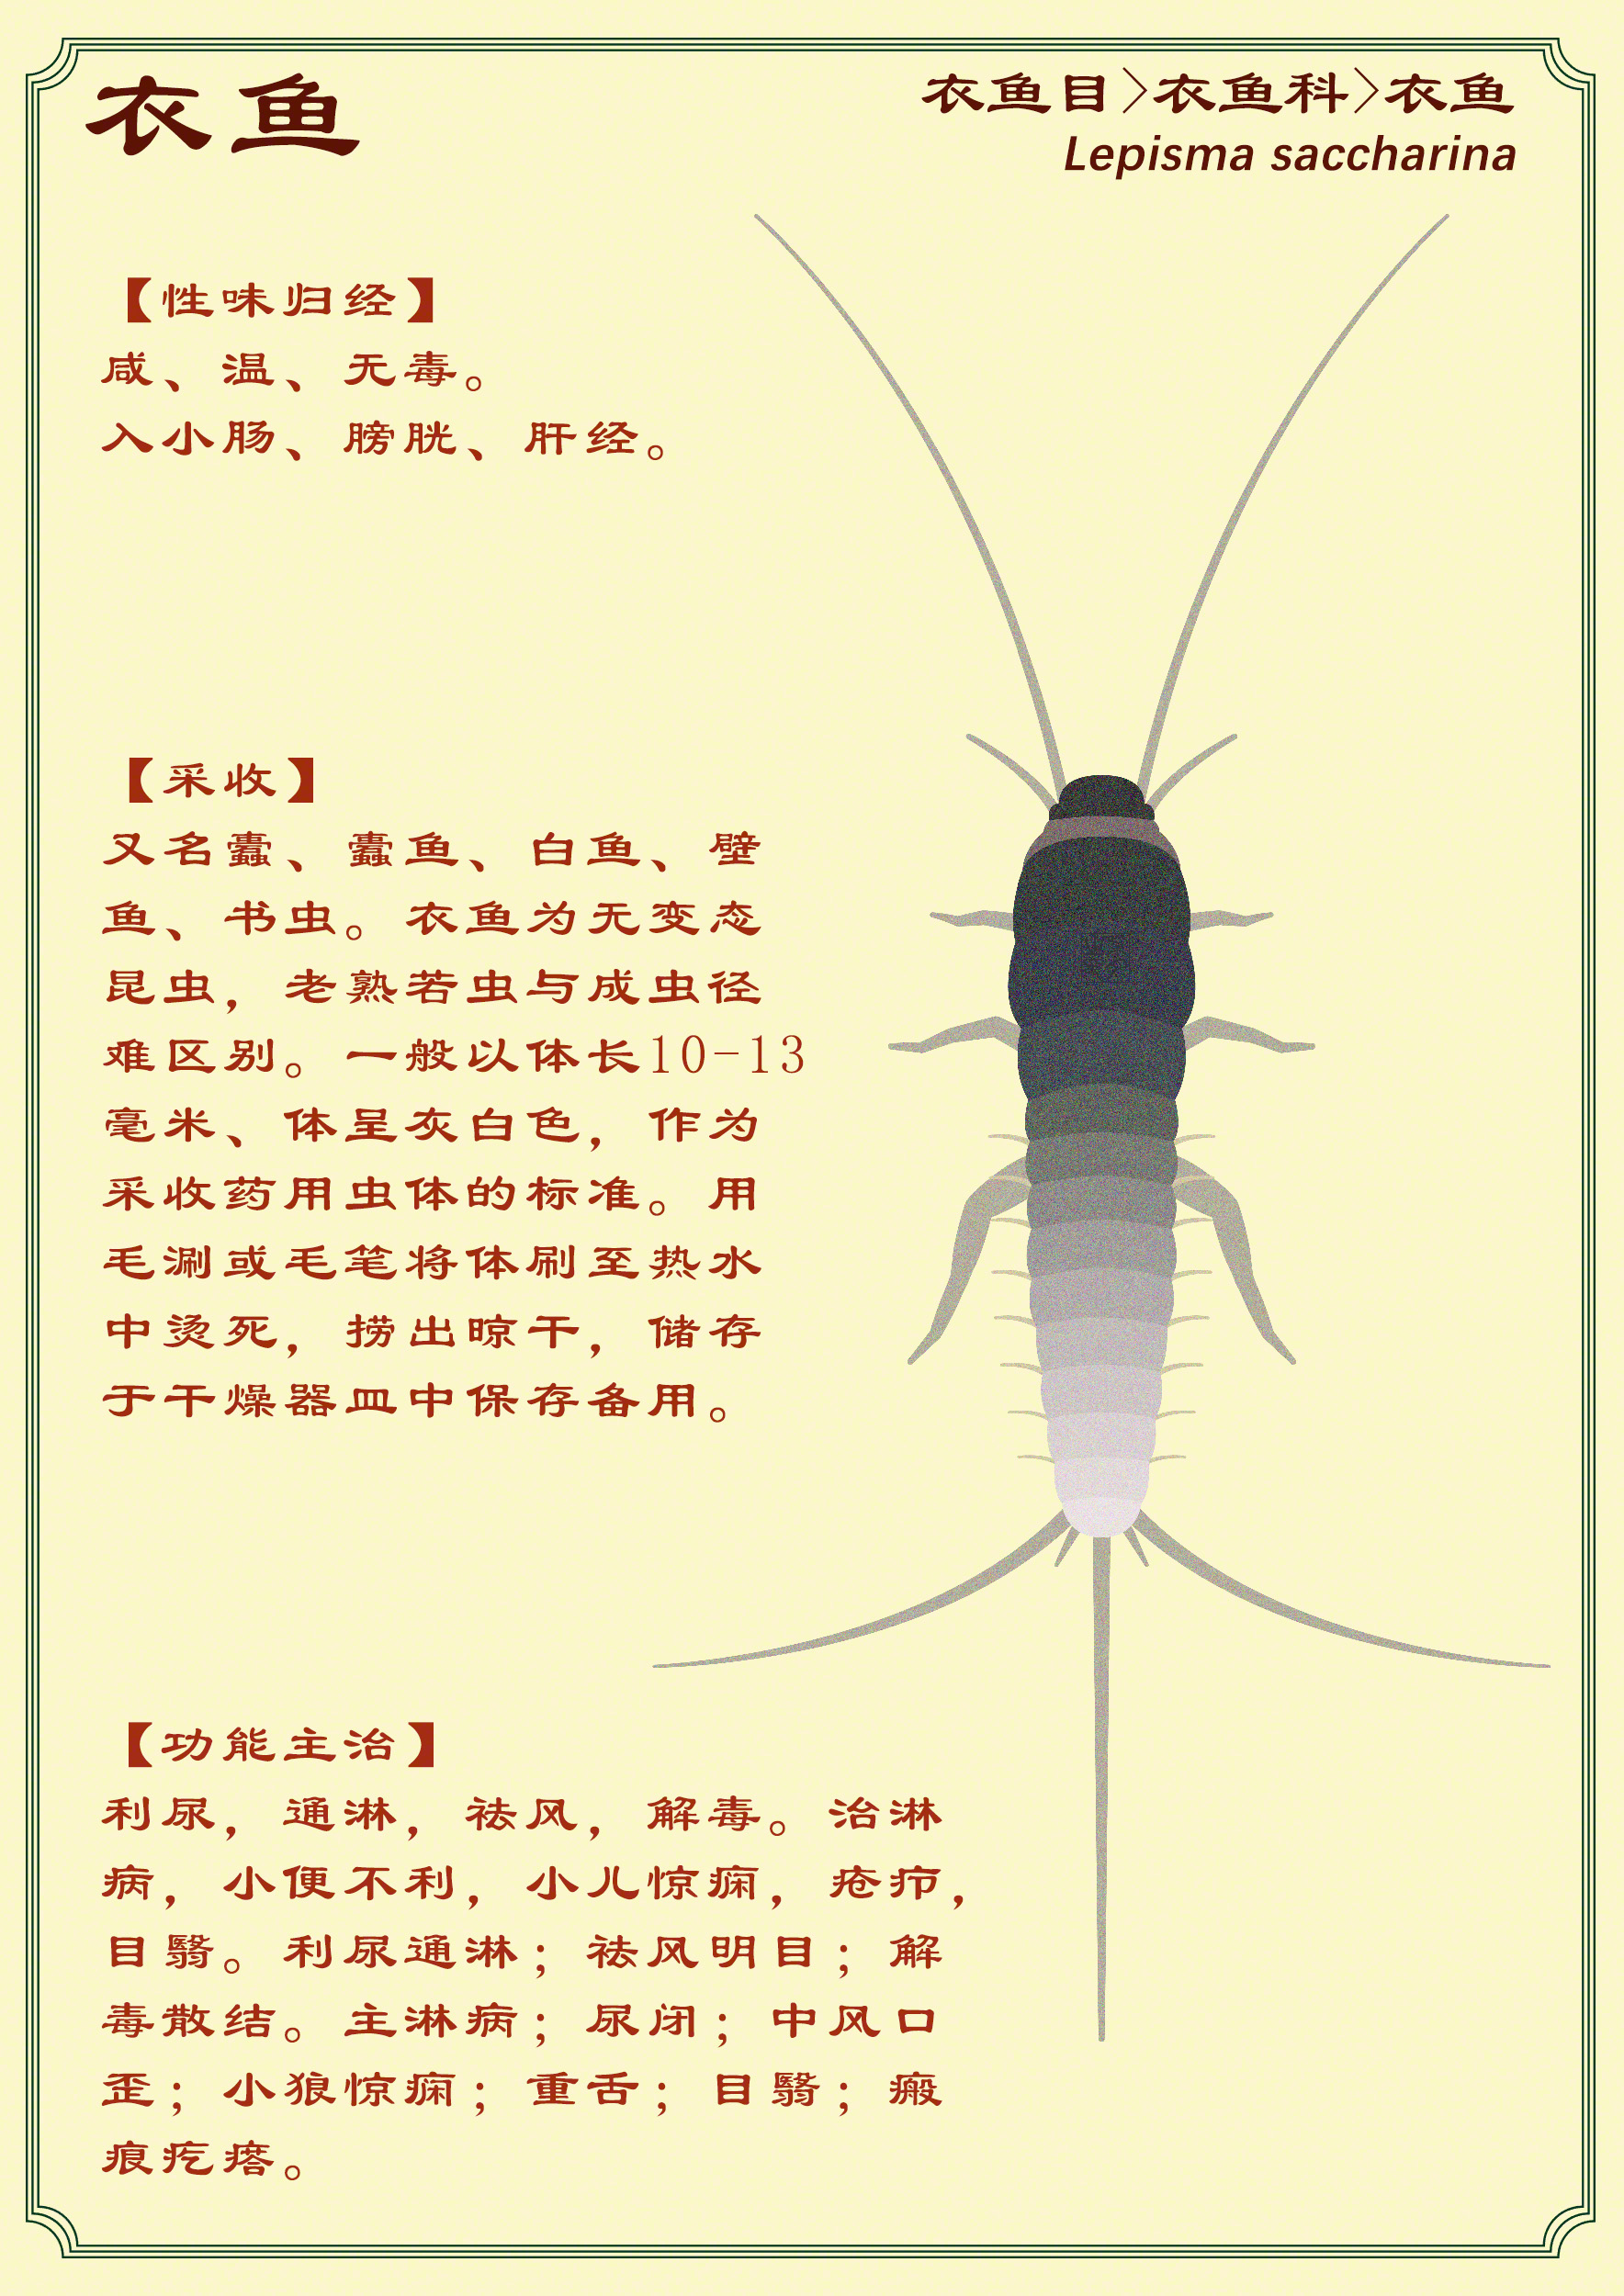 衣鱼
衣鱼目>衣鱼科>衣鱼
Lepisma saccharina
【性味归经】
咸、温、无毒。
入小肠、膀胱、肝经。
【采收】
又名蠹、蠹鱼、白鱼、壁
鱼、书虫。衣鱼为无变态
昆虫，老熟若虫与成虫径
难区别。一般以体长10-13
毫米、体呈灰白色，作为
采收药用虫体的标准。用
毛涮或毛笔将体刷至热水
中烫死，捞出晾干，储存
于干燥器皿中保存备用。
【功能主治】
利尿，通淋，祛风，解毒。治淋
病，小便不利，小儿惊痫，疮疖，
目翳。利尿通淋；祛风明目；解
毒散结。主淋病；尿闭；中风口
歪；小狼惊痫；重舌；目翳；瘢
痕疙瘩。